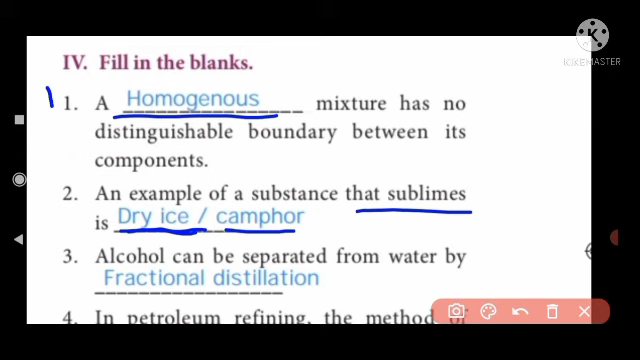 KINEMASTER
IV. Fill in the blanks.
1. A Homogenous mixture has no
distinguishable boundary between its
components.
2. An example of a substance that sublimes
is Dry ice / camphor
3. Alcohol can be separated from water by
Fractional distillation
4. In petroleum refining, the method of